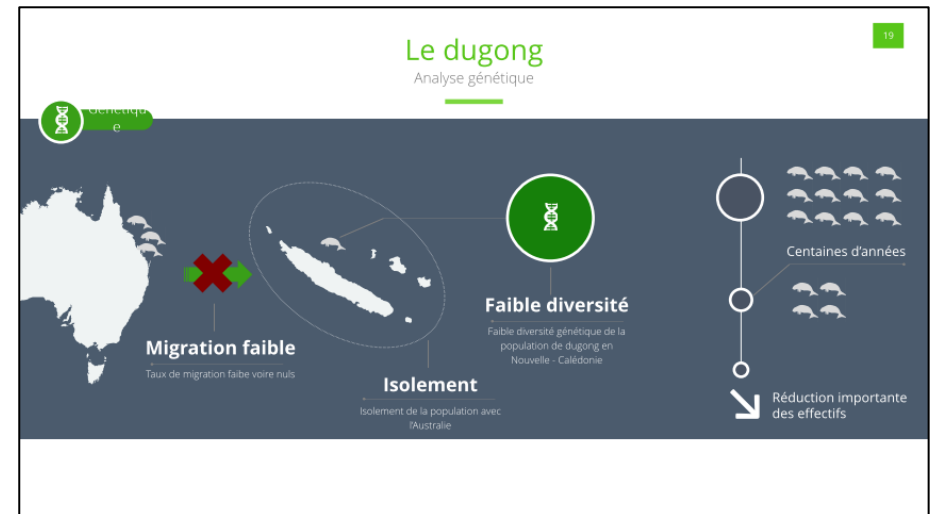 19
Le dugong
Analyse génétique
Génétiqu
e
Migration faible
Taux de migration faibe voire nuls
Isolement
Isolement de la population avec
l'Australie
Faible diversité
Faible diversité génétique de la
population de dugong en
Nouvelle - Calédonie
Centaines d'années
Réduction importante
des effectifs